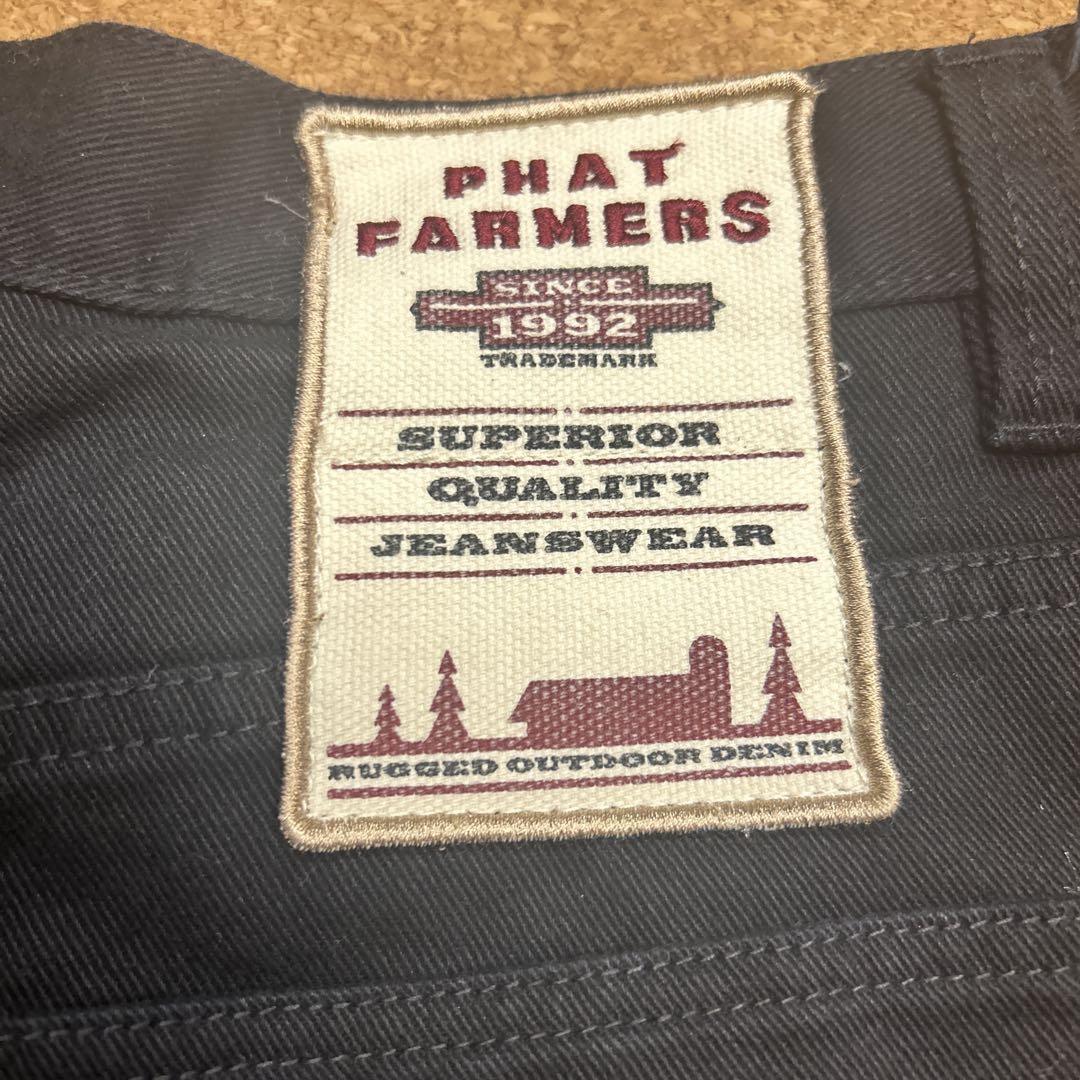 PHAT
FARMERS
SINCE
1992
TRADEMARK
SUPERIOR
QUALITY
JEANSWEAR
RUGGED OUTDOOR DENIM